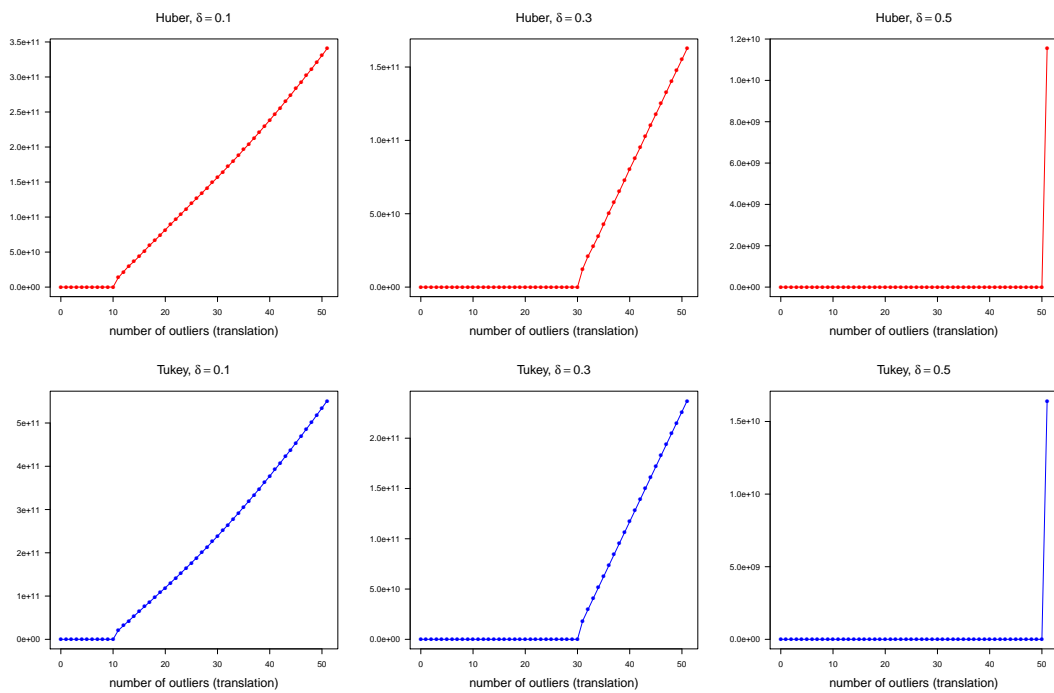 Huber, δ = 0.1
3.5e+11
3.0e+11
2.5e+11
2.0e+11
1.5e+11
1.0e+11
5.0e+10
0.0e+00
0 10 20 30 40 50
number of outliers (translation)
Huber, δ = 0.3
1.5e+11
1.0e+11
5.0e+10
0.0e+00
0 10 20 30 40 50
number of outliers (translation)
Huber, δ = 0.5
1.2e+10
1.0e+10
8.0e+09
6.0e+09
4.0e+09
2.0e+09
0.0e+00
0 10 20 30 40 50
number of outliers (translation)
Tukey, δ = 0.1
5e+11
4e+11
3e+11
2e+11
1e+11
0e+00
0 10 20 30 40 50
number of outliers (translation)
Tukey, δ = 0.3
2.0e+11
1.5e+11
1.0e+11
5.0e+10
0.0e+00
0 10 20 30 40 50
number of outliers (translation)
Tukey, δ = 0.5
1.5e+10
1.0e+10
5.0e+09
0.0e+00
0 10 20 30 40 50
number of outliers (translation)